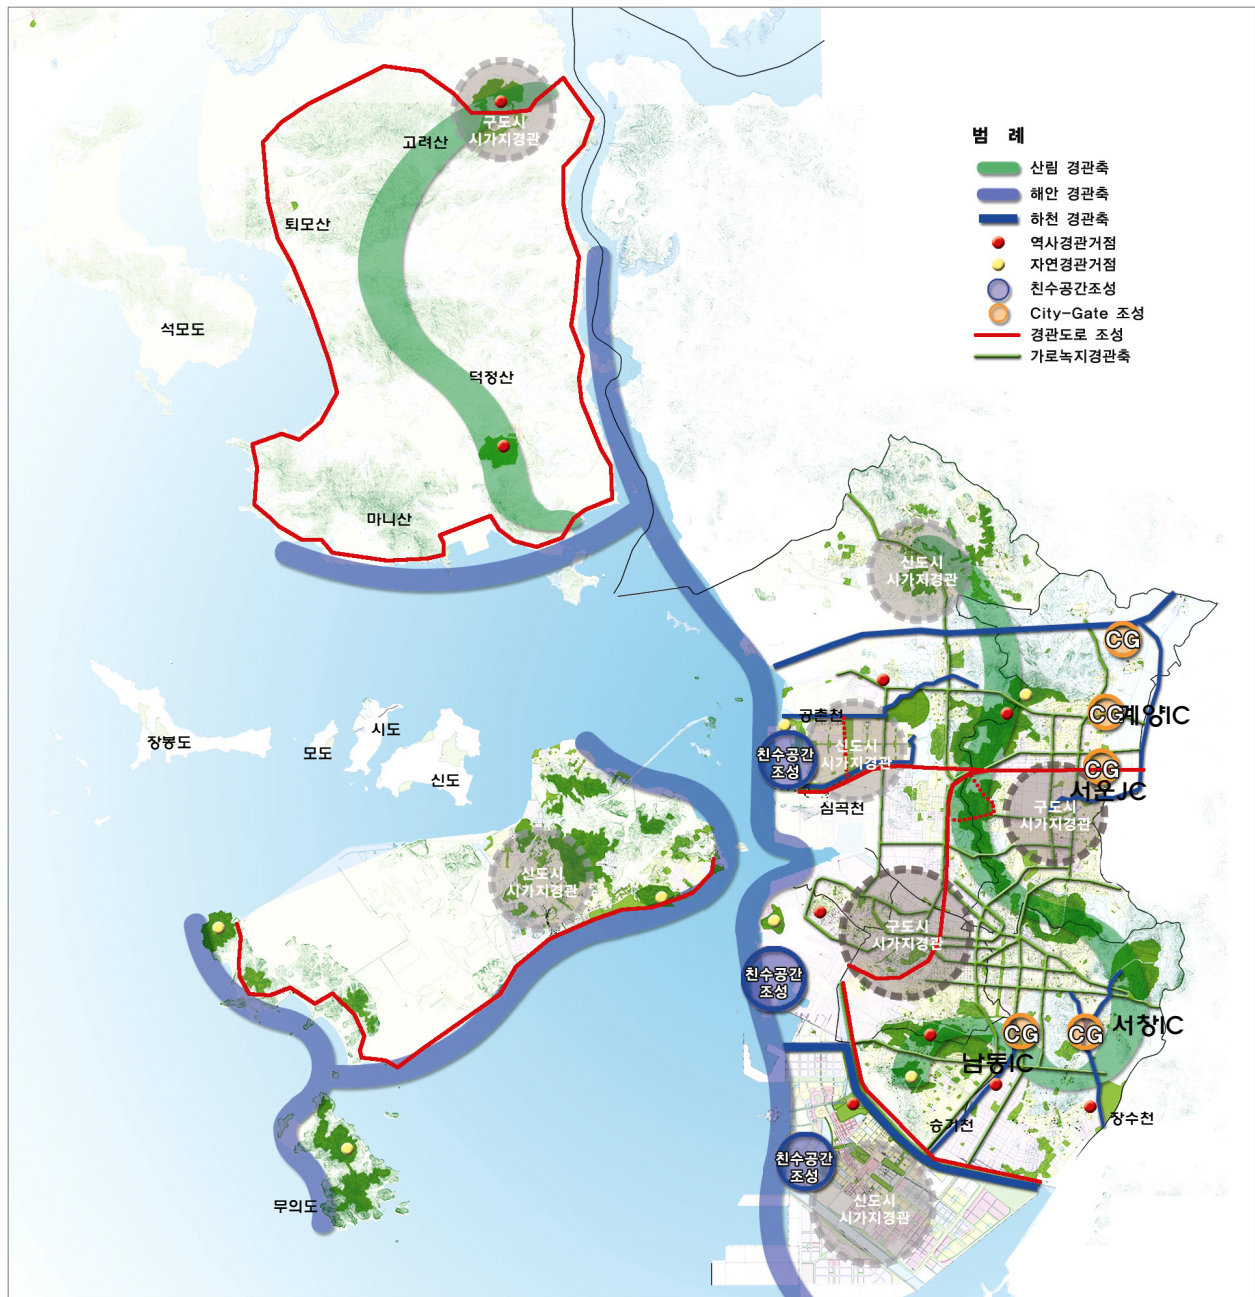 구도시
시가지경관
고려산
퇴모산
석모도
덕정산
마니산
범 례
산림 경관축
해안 경관축
하천 경관축
역사경관거점
자연경관거점
친수공간조성
City-Gate 조성
경관도로 조성
가로녹지경관축
신도시
시가지경관
CG
장봉도
모도
시도
신도
공촌천
CG
계양IC
친수공간
조성
신도시
시가지경관
CG
서운JC
심곡천
구도시
시가지경관
신도시
시가지경관
구도시
시가지경관
친수공간
조성
CG
CG
서창IC
남동IC
승기천
장수천
친수공간
조성
신도시
시가지경관
무의도